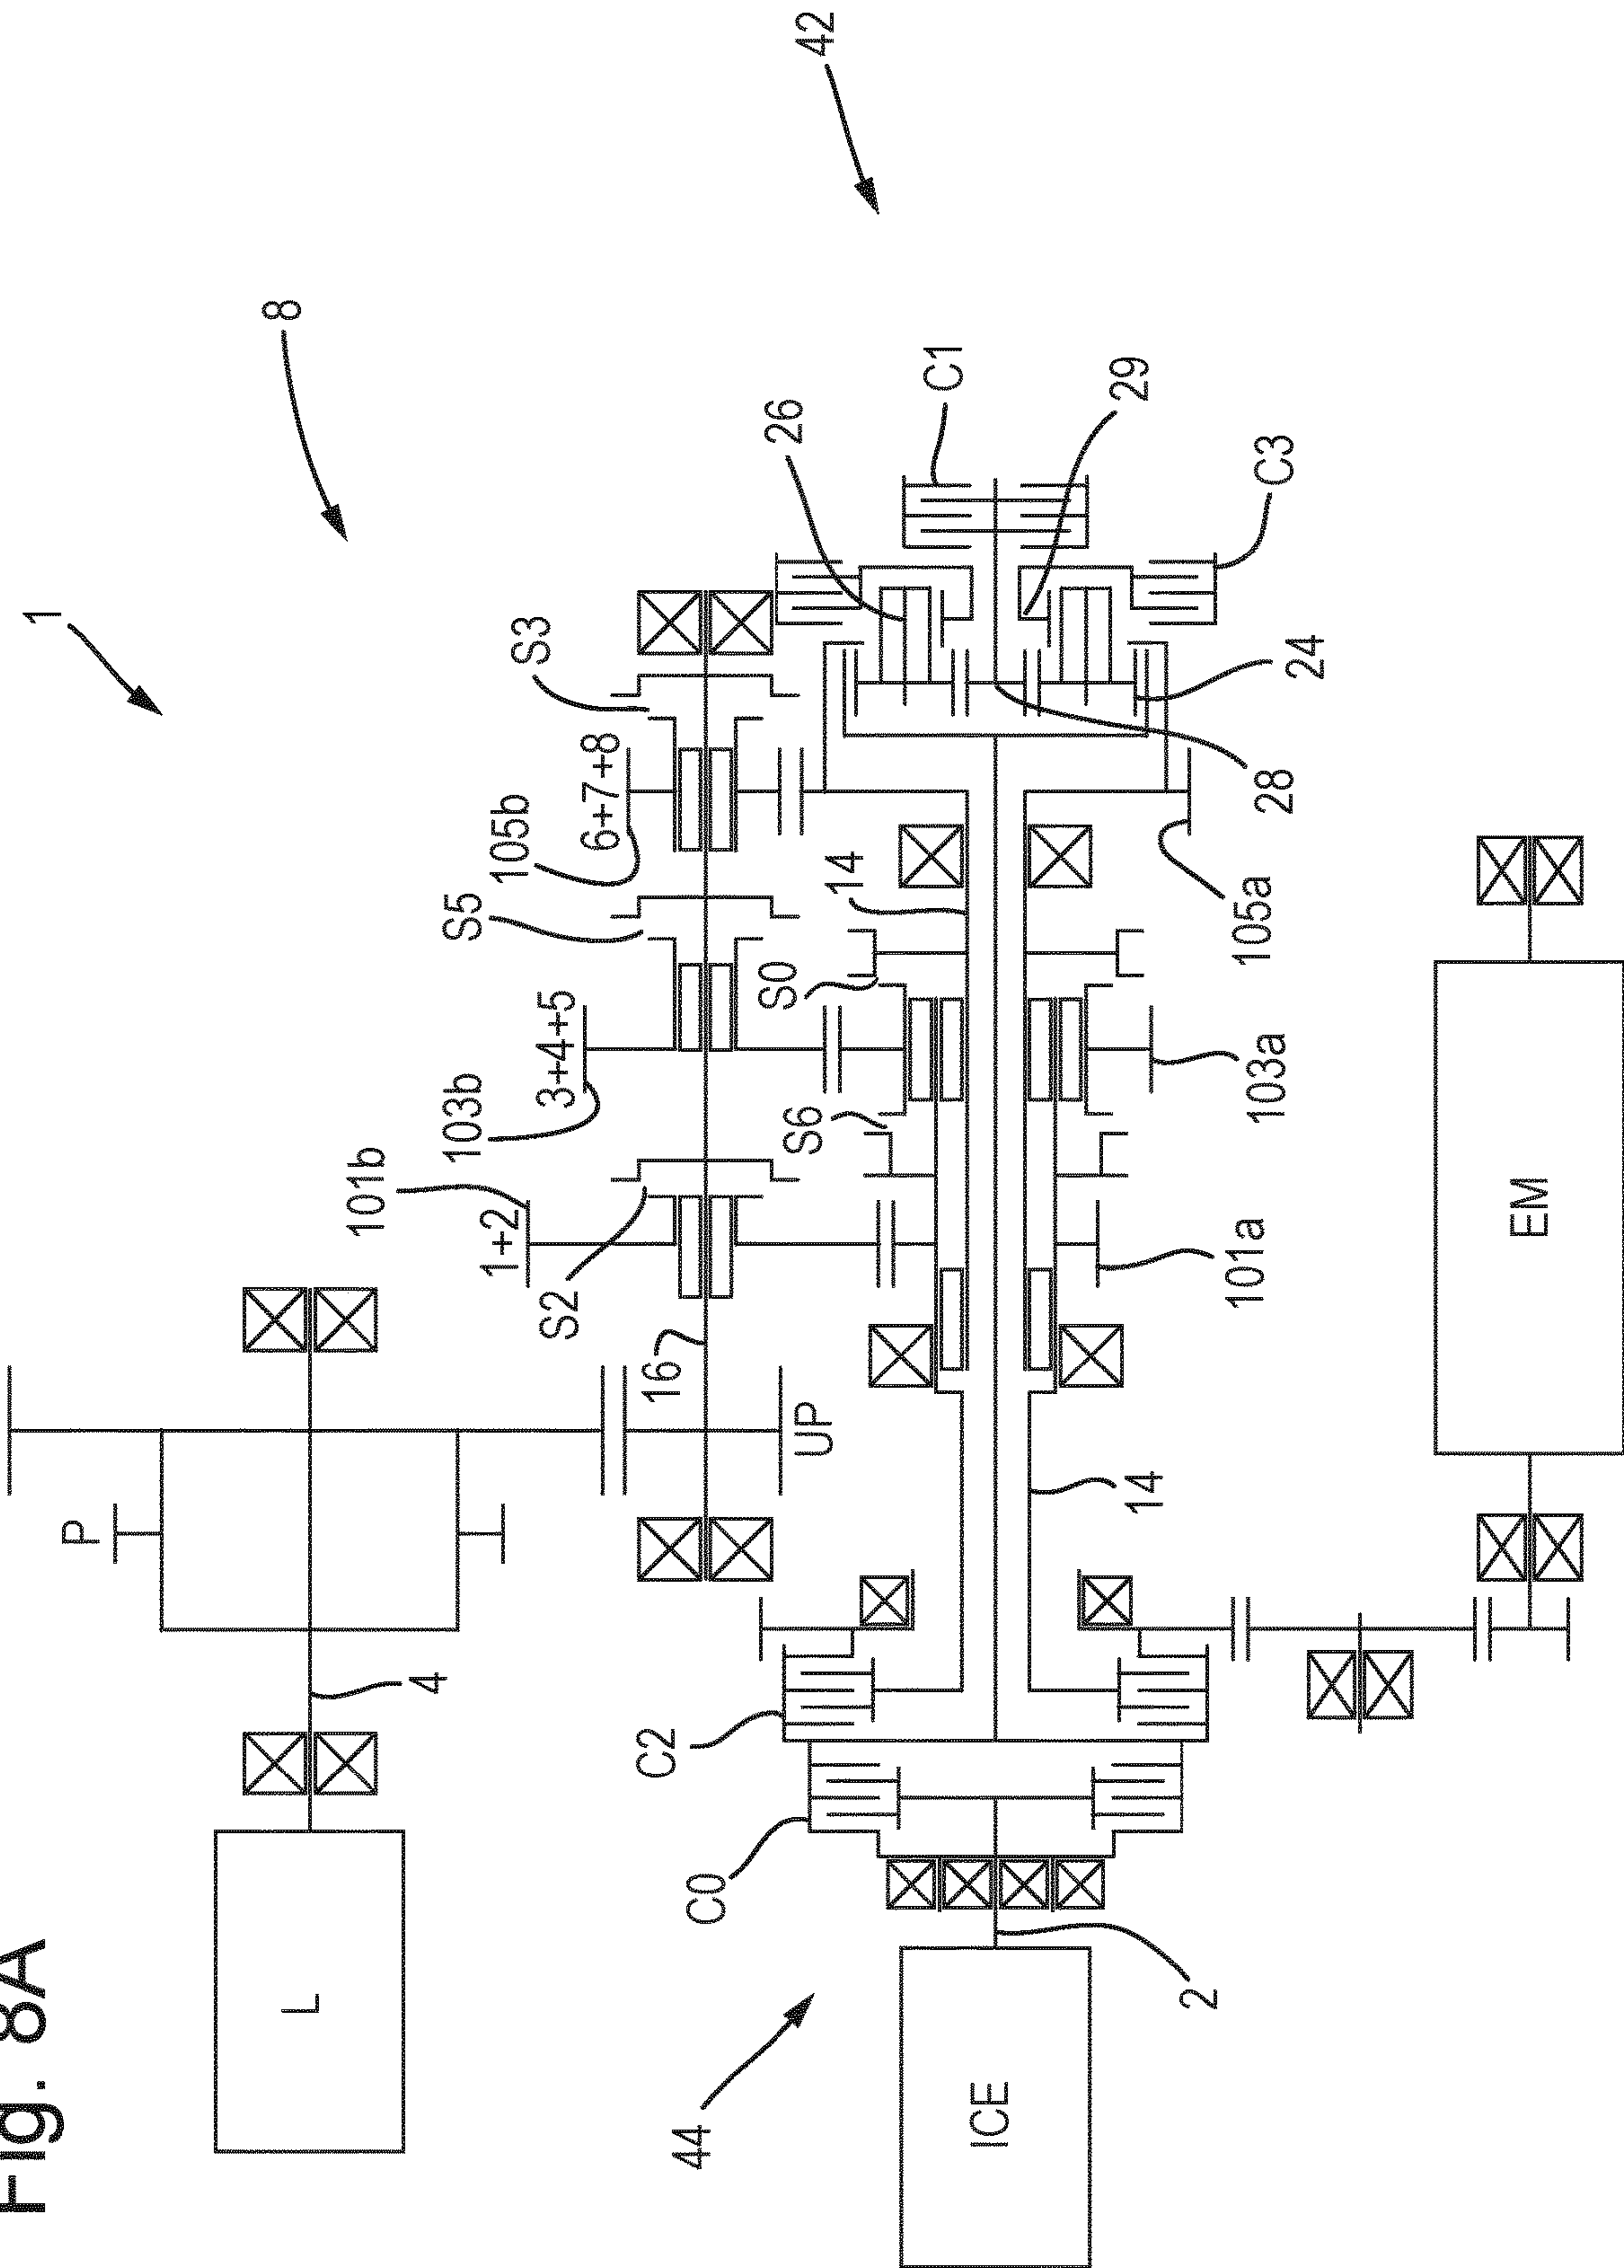 Fig. 8A
1
8
42
44
L
4
P
UP
16
101b
1+2
S2
103b
3+4+5
S5
105b
6+7+8
S3
S6
S0
14
26
C1
29
C3
24
28
105a
103a
101a
14
C2
C0
2
ICE
EM